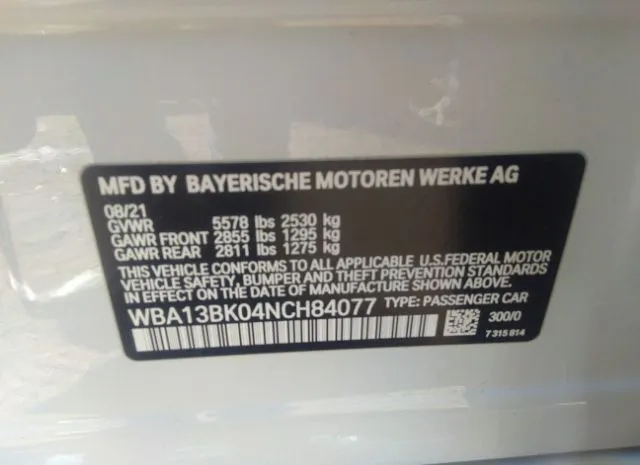 MFD BY BAYERISCHE MOTOREN WERKE AG
08/21
GVWR 5578 lbs 2530 kg
GAWR FRONT 2855 lbs 1295 kg
GAWR REAR 2811 lbs 1275 kg
THIS VEHICLE CONFORMS TO ALL APPLICABLE U.S.FEDERAL MOTOR
VEHICLE SAFETY, BUMPER AND THEFT PREVENTION STANDARDS
IN EFFECT ON THE DATE OF MANUFACTURE SHOWN ABOVE.
WBA13BK04NCH84077 TYPE: PASSENGER CAR
300/0
7 315 814